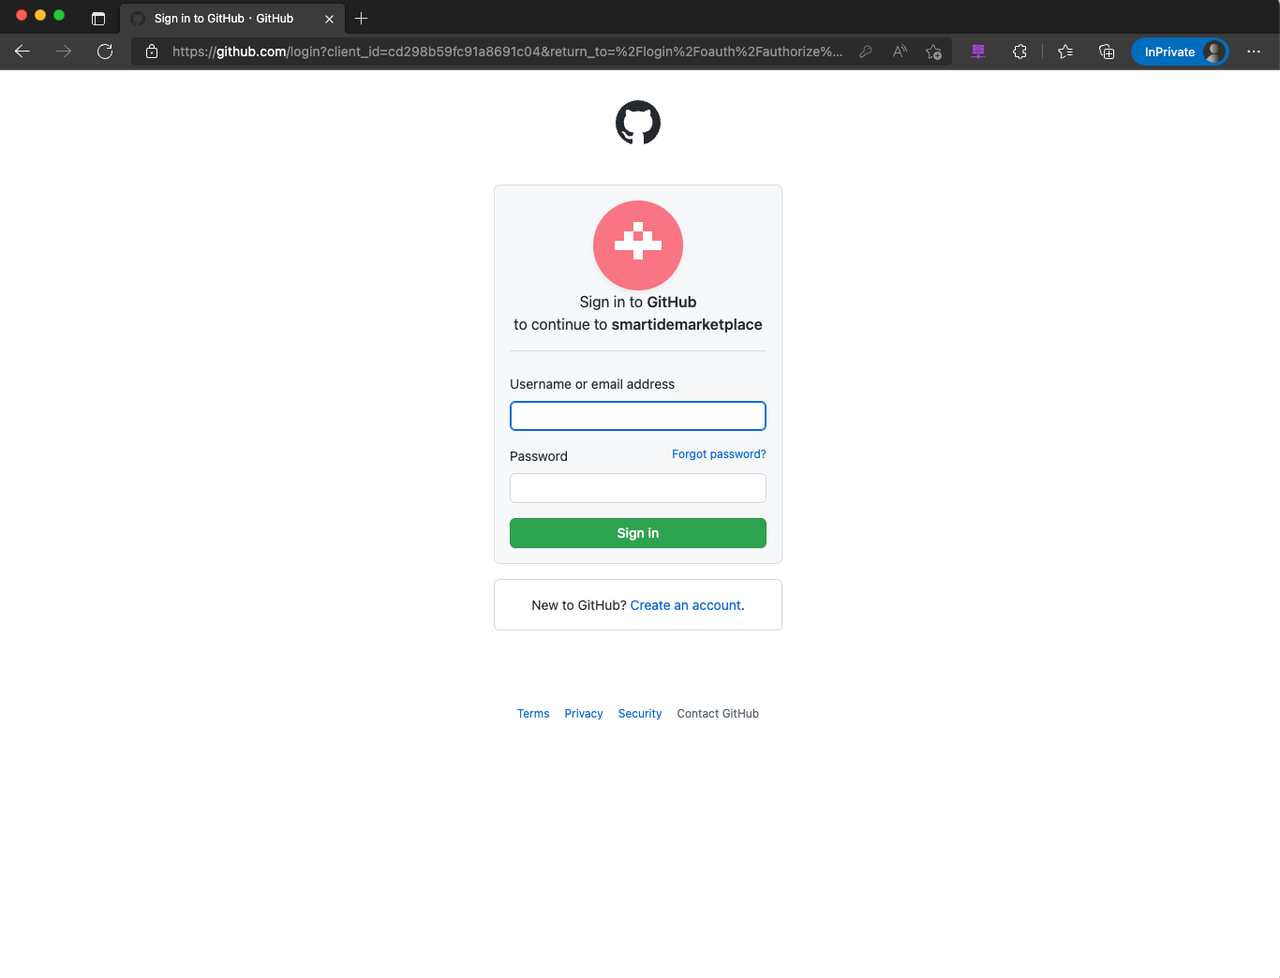 Sign in to GitHub · GitHub
https://github.com/login?client_id=cd298b59fc91a8691c04&return_to=%2Flogin%2Foauth%2Fauthorize%...
InPrivate
Sign in to GitHub
to continue to smartidemarketplace
Username or email address
Password
Forgot password?
Sign in
New to GitHub? Create an account.
Terms Privacy Security Contact GitHub